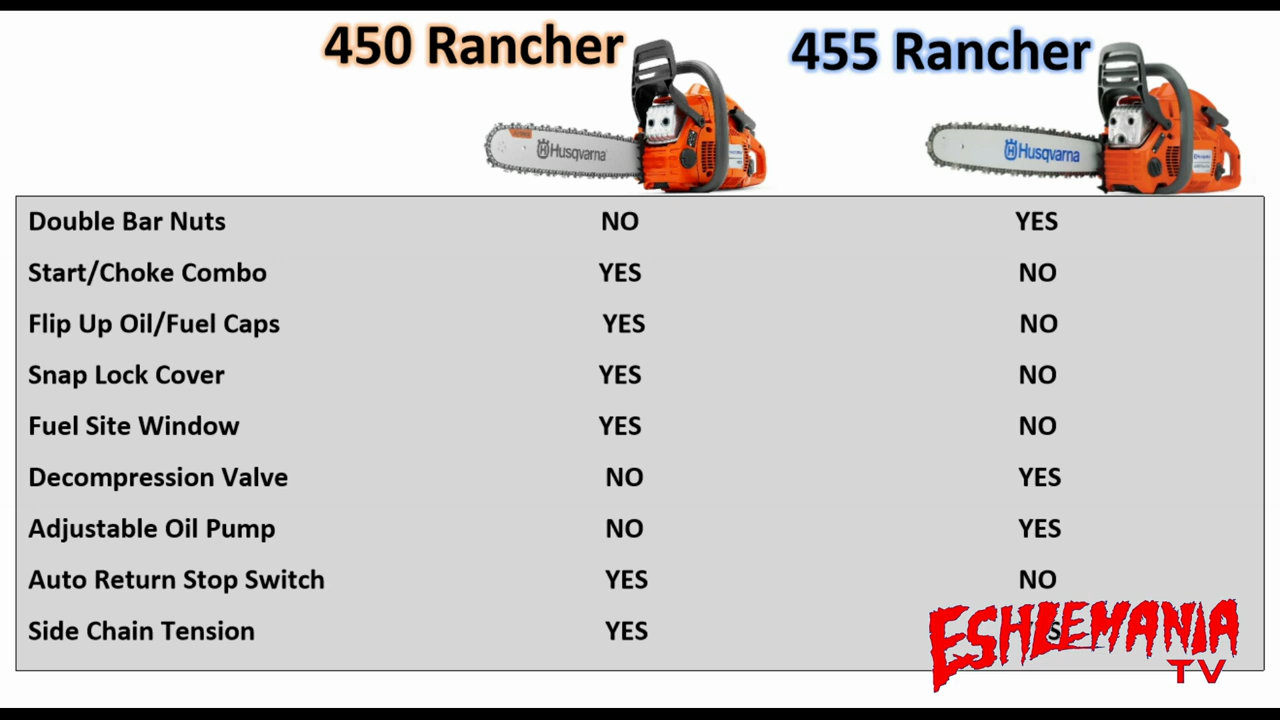 450 Rancher 455 Rancher
Husqvarna Husqvarna
Double Bar Nuts NO YES
Start/Choke Combo YES NO
Flip Up Oil/Fuel Caps YES NO
Snap Lock Cover YES NO
Fuel Site Window YES NO
Decompression Valve NO YES
Adjustable Oil Pump NO YES
Auto Return Stop Switch YES NO
Side Chain Tension YES
ESHLEMANIA
TV